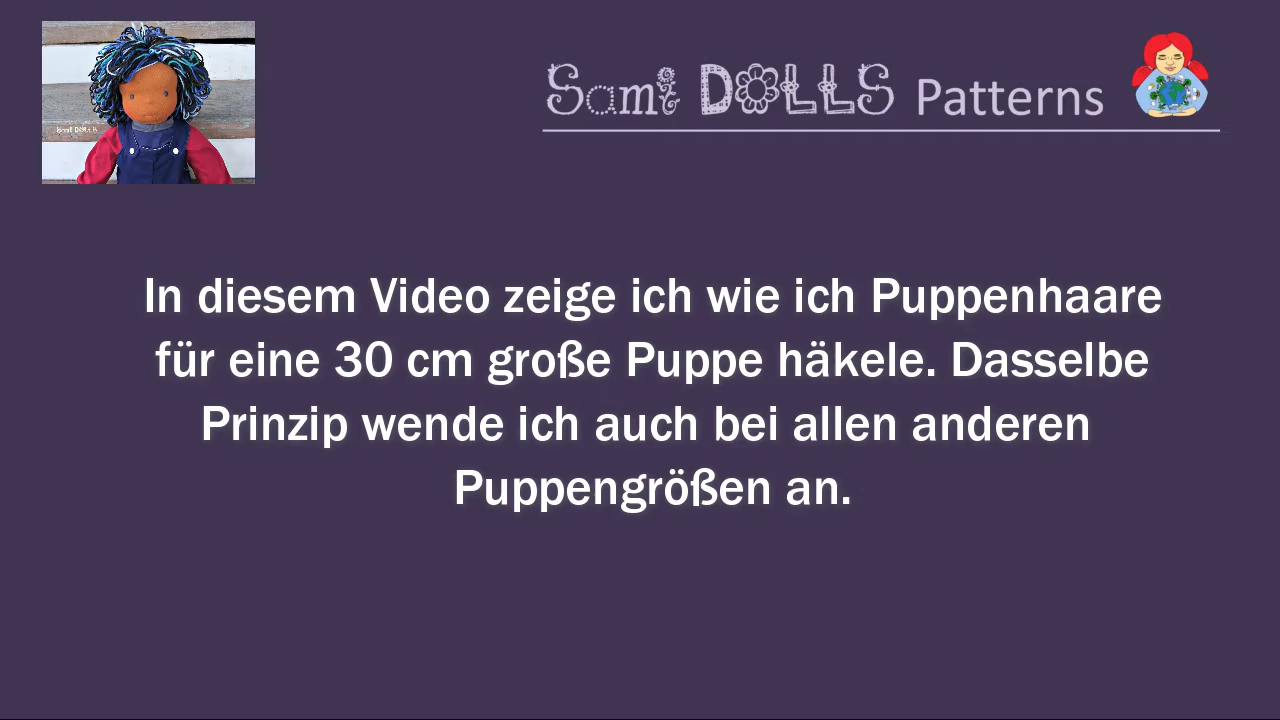 Sami DOLLS Patterns
In diesem Video zeige ich wie ich Puppenhaare
für eine 30 cm große Puppe häkele. Dasselbe
Prinzip wende ich auch bei allen anderen
Puppengrößen an.